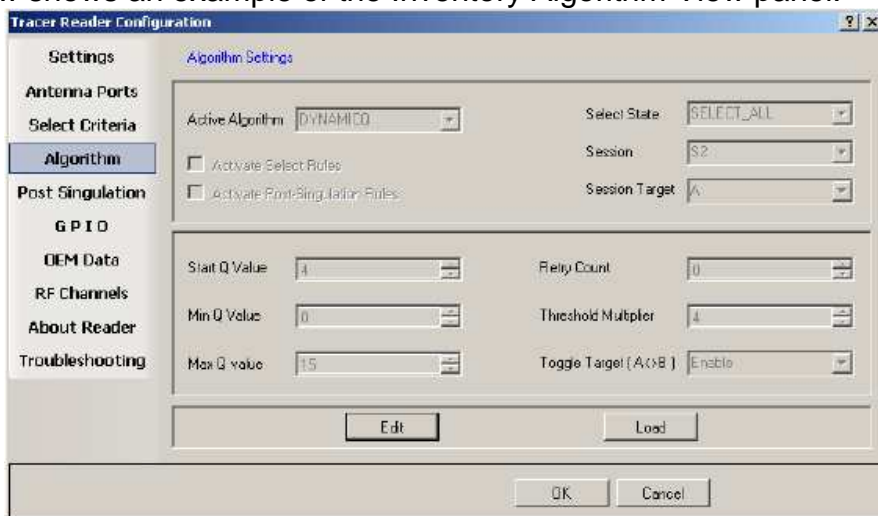 shows an example of the Inventory Algorithm View panel.
Tracer Reader Configuration
Settings
Antenna Ports
Select Criteria
Algorithm
Post Singulation
G P I O
OEM Data
RF Channels
About Reader
Troubleshooting
Algorithm Settings
Active Algorithm DYNAMICQ
Activate Select Rules
Activate Post-Singulation Rules
Select State SELECT_ALL
Session S2
Session Target A
Start Q Value 4
Min Q Value 0
Max Q value 15
Retry Count 0
Threshold Multiplier 4
Toggle Target ( A<>B ) Enable
Edit
Load
OK
Cancel